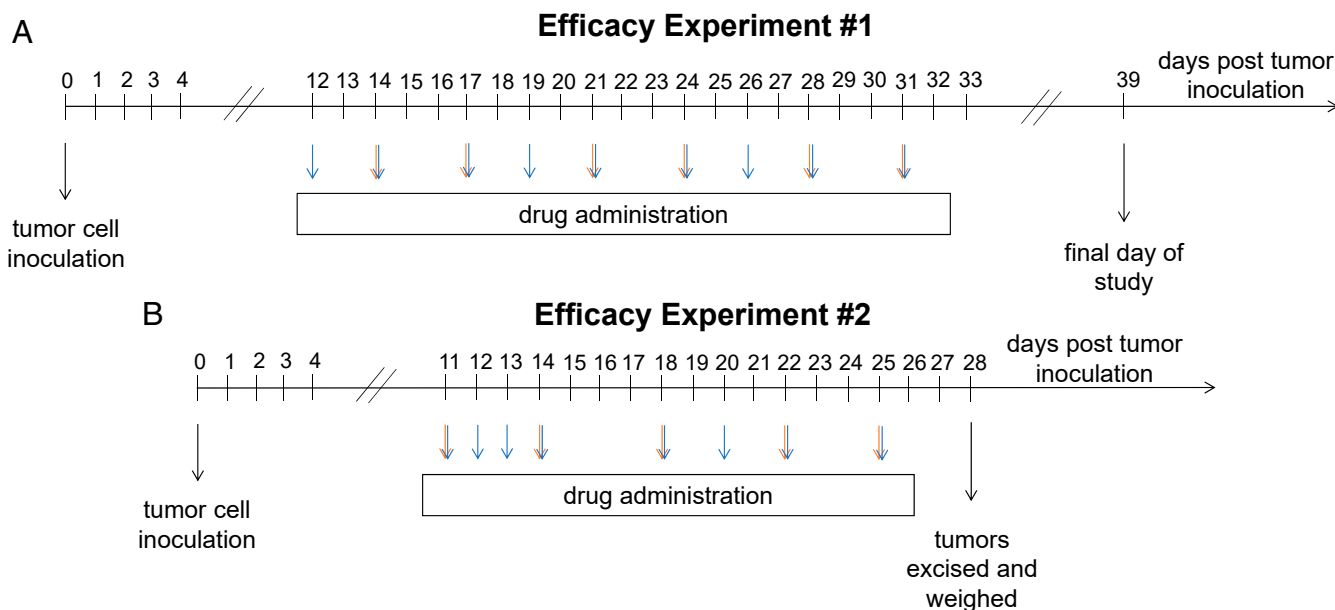 A
Efficacy Experiment #1
0 1 2 3 4 12 13 14 15 16 17 18 19 20 21 22 23 24 25 26 27 28 29 30 31 32 33 39
days post tumor
inoculation
drug administration
tumor cell
inoculation
final day of
study
B
Efficacy Experiment #2
0 1 2 3 4 11 12 13 14 15 16 17 18 19 20 21 22 23 24 25 26 27 28
days post tumor
inoculation
drug administration
tumor cell
inoculation
tumors
excised and
weighed